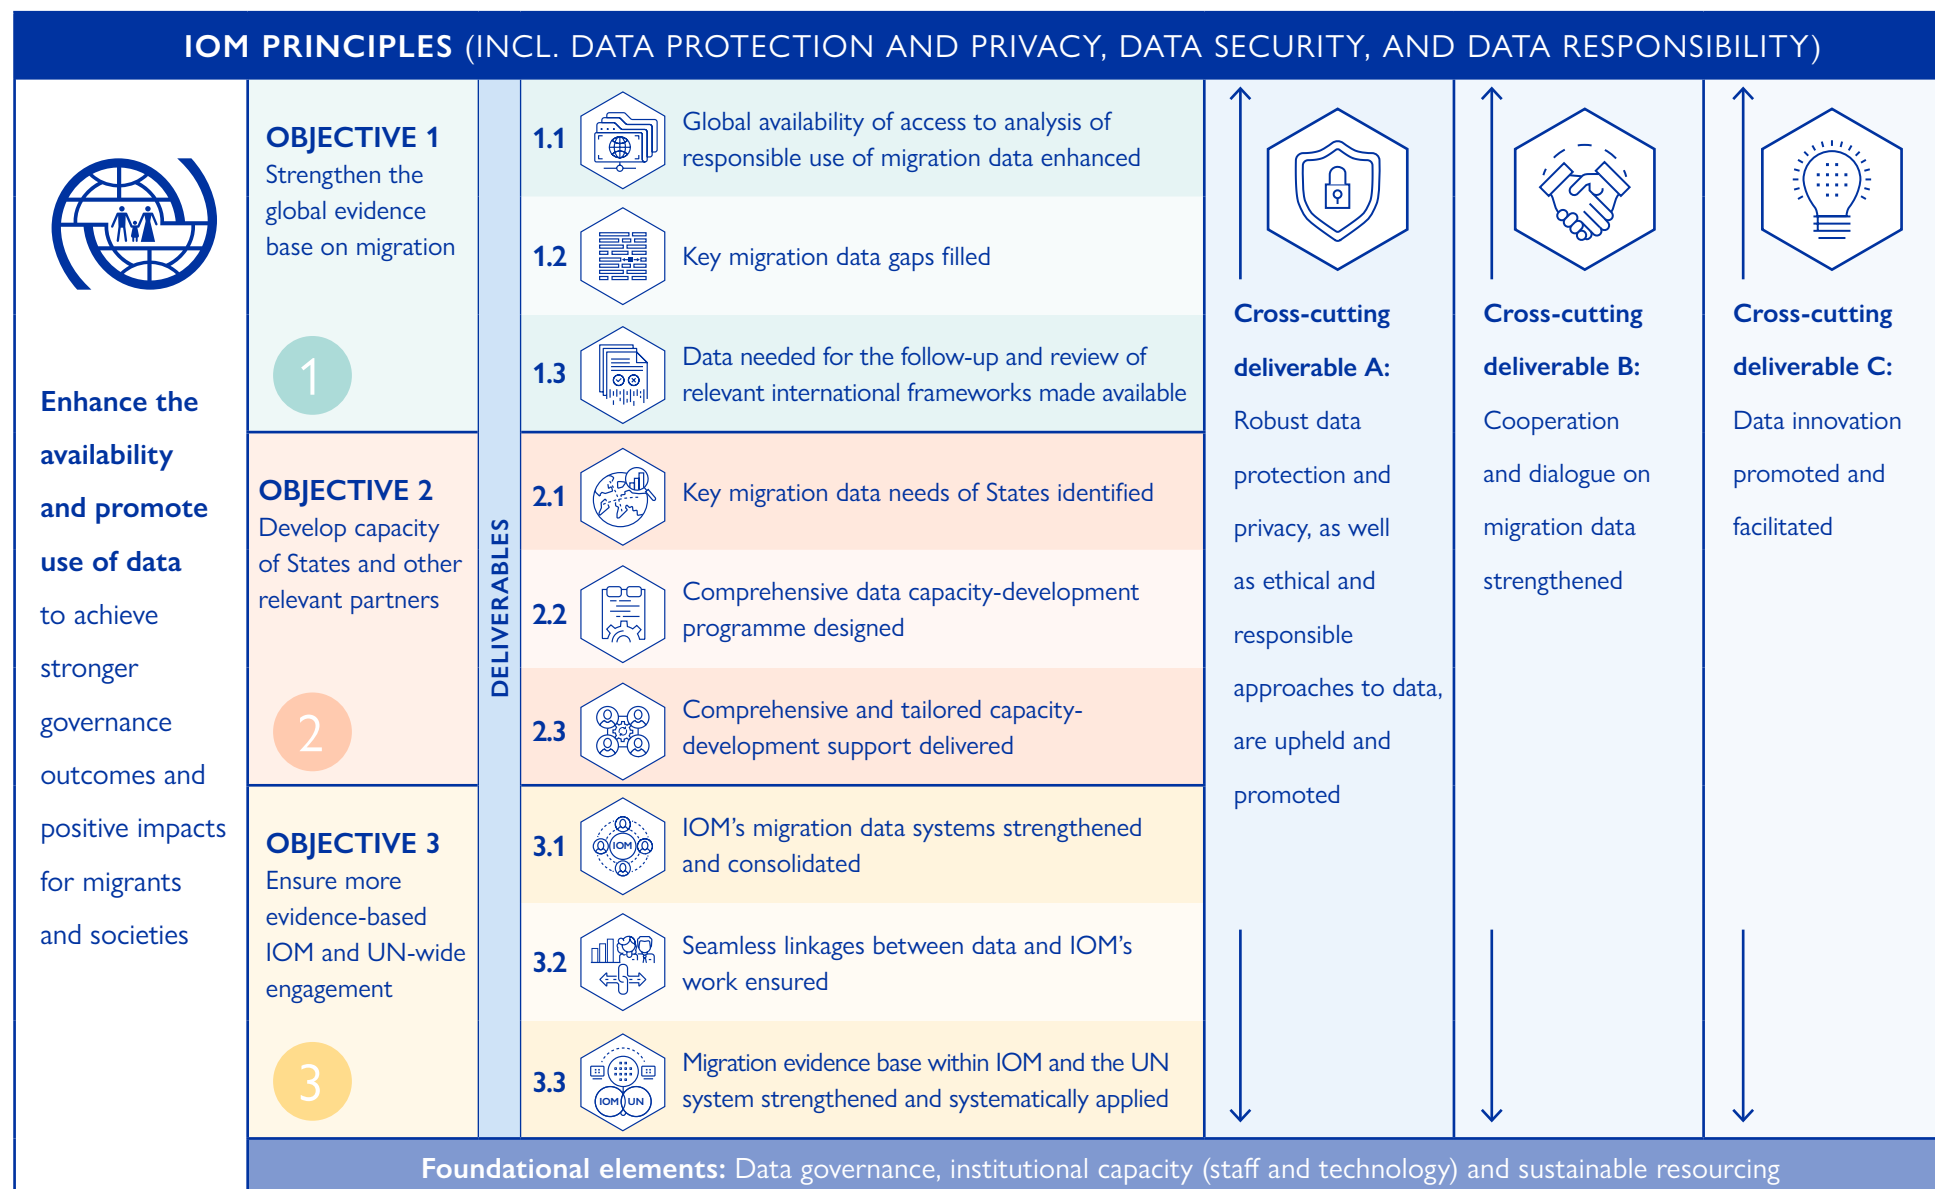 IOM PRINCIPLES (INCL. DATA PROTECTION AND PRIVACY, DATA SECURITY, AND DATA RESPONSIBILITY)
Enhance the
availability
and promote
use of data
to achieve
stronger
governance
outcomes and
positive impacts
for migrants
and societies
OBJECTIVE 1
Strengthen the
global evidence
base on migration
1
OBJECTIVE 2
Develop capacity
of States and other
relevant partners
2
OBJECTIVE 3
Ensure more
evidence-based
IOM and UN-wide
engagement
3
DELIVERABLES
1.1
Global availability of access to analysis of
responsible use of migration data enhanced
1.2
Key migration data gaps filled
1.3
Data needed for the follow-up and review of
relevant international frameworks made available
2.1
Key migration data needs of States identified
2.2
Comprehensive data capacity-development
programme designed
2.3
Comprehensive and tailored capacity-
development support delivered
3.1
IOM
IOM's migration data systems strengthened
and consolidated
3.2
Seamless linkages between data and IOM's
work ensured
3.3
IOM UN
Migration evidence base within IOM and the UN
system strengthened and systematically applied
Cross-cutting
deliverable A:
Robust data
protection and
privacy, as well
as ethical and
responsible
approaches to data,
are upheld and
promoted
Cross-cutting
deliverable B:
Cooperation
and dialogue on
migration data
strengthened
Cross-cutting
deliverable C:
Data innovation
promoted and
facilitated
Foundational elements: Data governance, institutional capacity (staff and technology) and sustainable resourcing